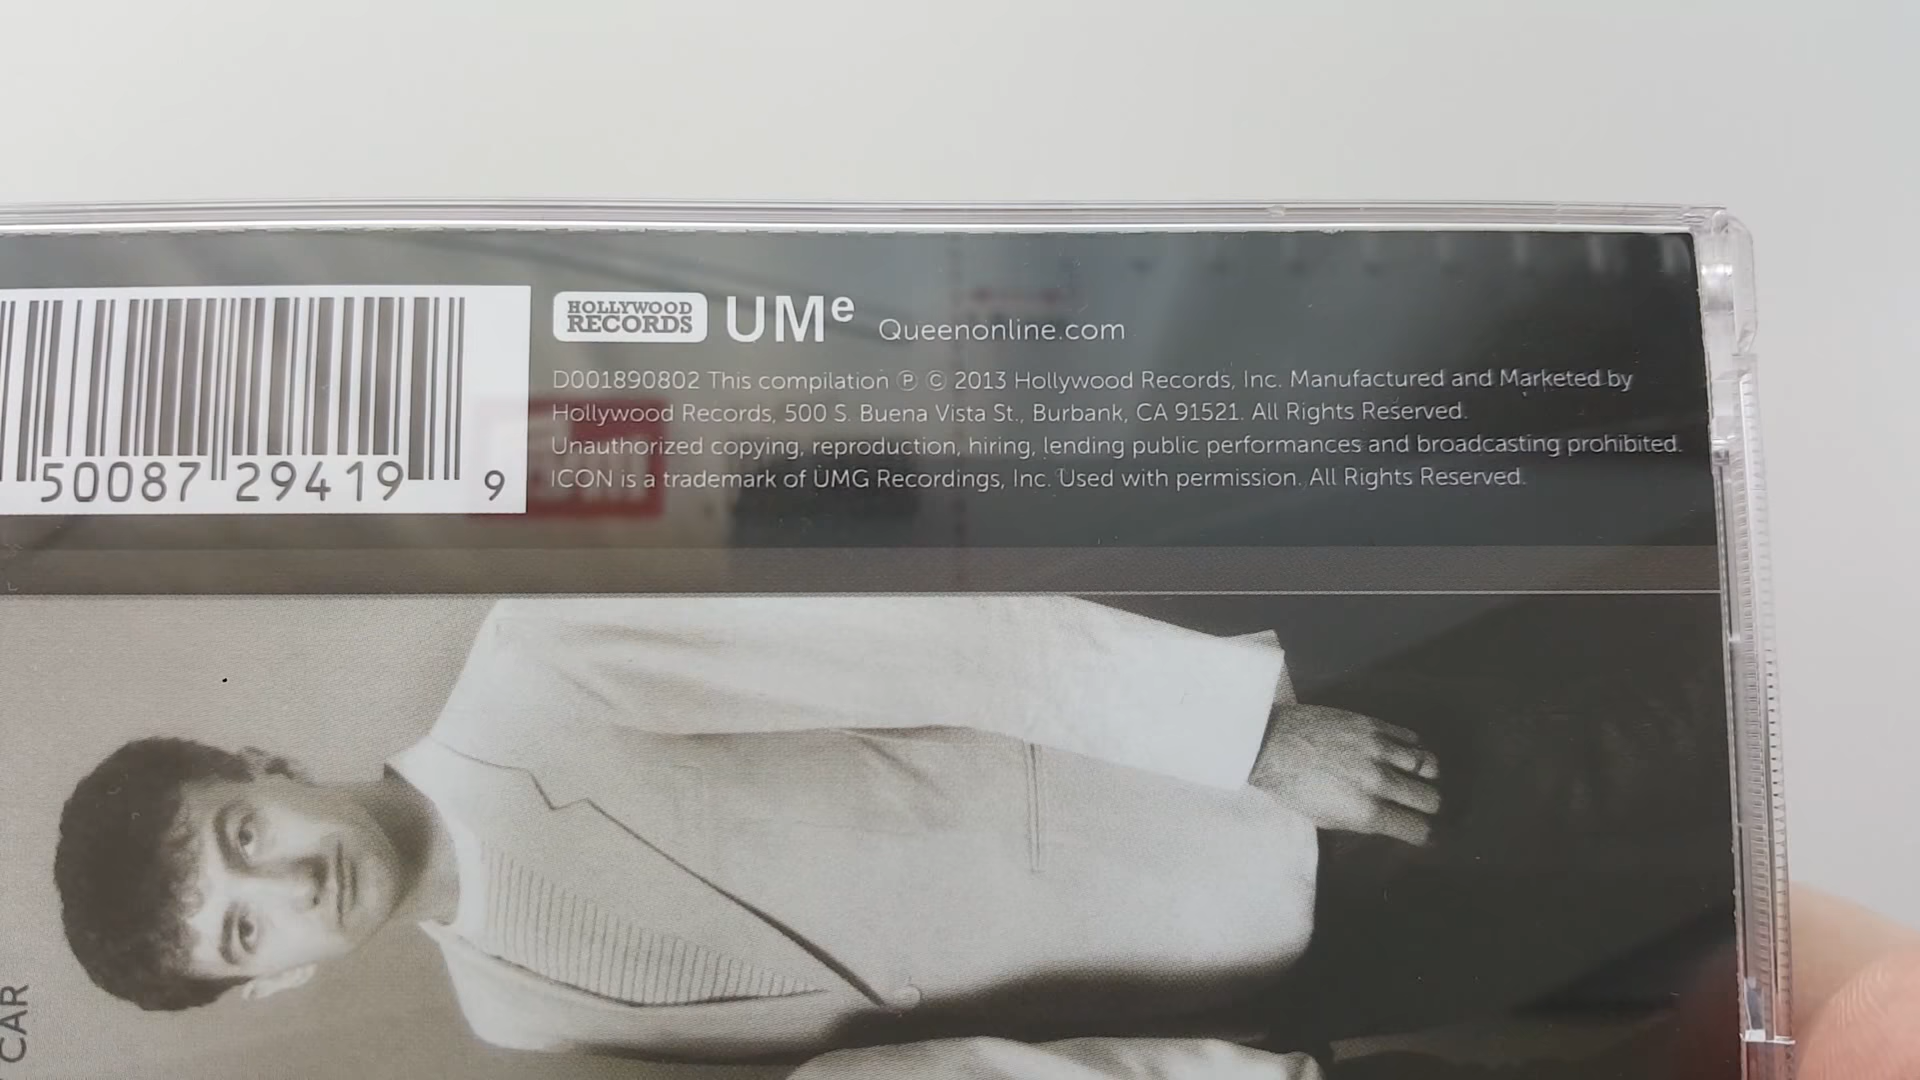 HOLLYWOOD RECORDS UMe Queenonline.com
D001890802 This compilation ℗ © 2013 Hollywood Records, Inc. Manufactured and Marketed by
Hollywood Records, 500 S. Buena Vista St., Burbank, CA 91521. All Rights Reserved.
Unauthorized copying, reproduction, hiring, lending public performances and broadcasting prohibited.
ICON is a trademark of UMG Recordings, Inc. Used with permission. All Rights Reserved.
50087 29419 9
CAR